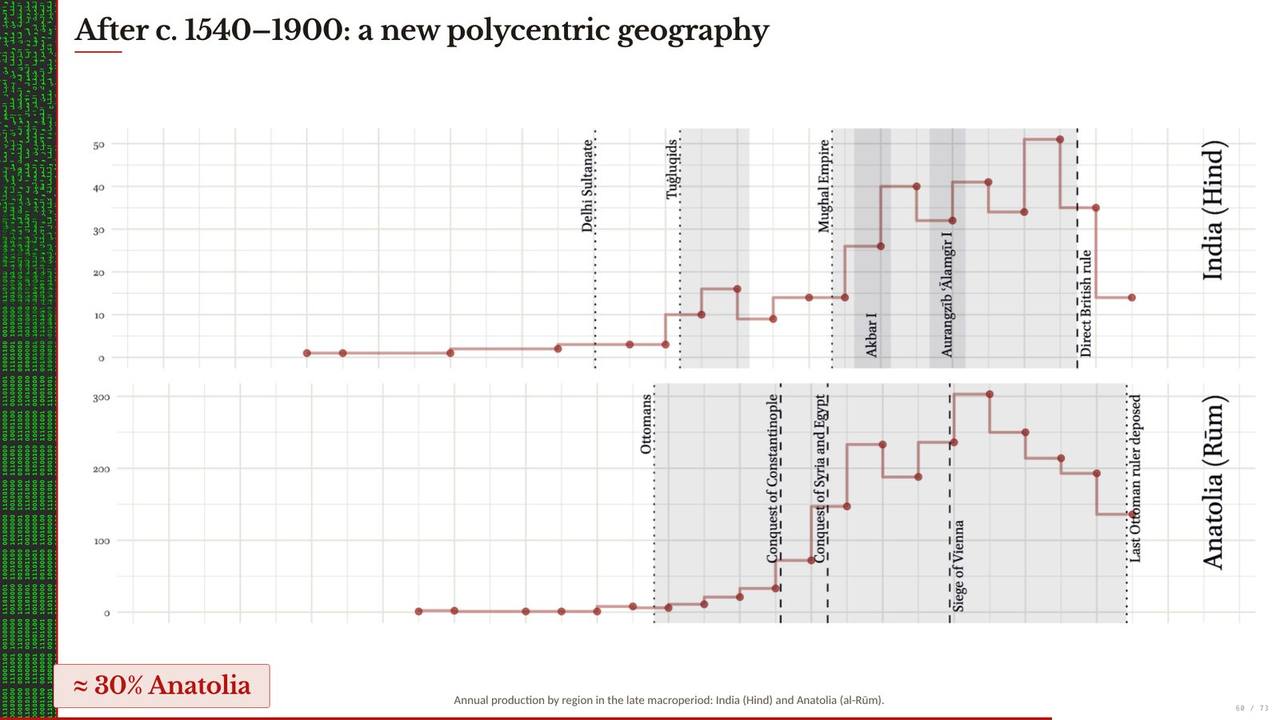 After c. 1540–1900: a new polycentric geography
50
40
30
20
10
0
Delhi Sultanate
Tuġluqids
Mughal Empire
Akbar I
Aurangzīb ʿĀlamgīr I
Direct British rule
India (Hind)
300
200
100
0
Ottomans
Conquest of Constantinople
Conquest of Syria and Egypt
Siege of Vienna
Last Ottoman ruler deposed
Anatolia (Rūm)
≈ 30% Anatolia
Annual production by region in the late macroperiod: India (Hind) and Anatolia (al-Rūm).
60 / 73